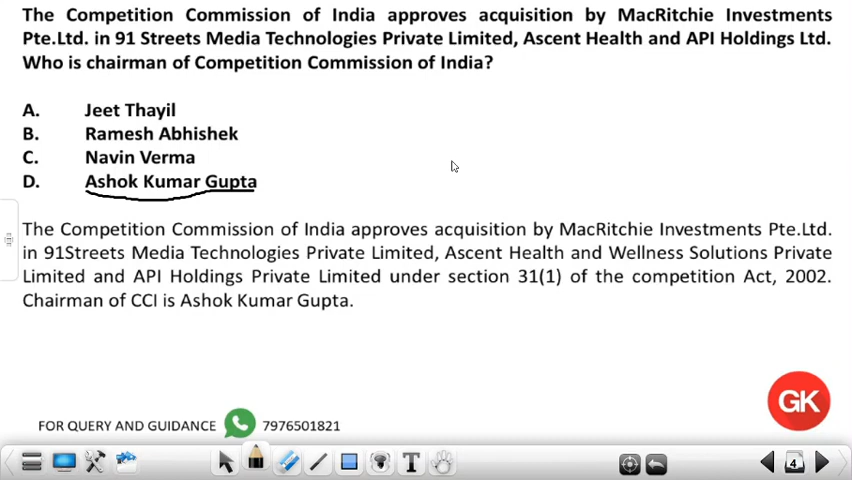 The Competition Commission of India approves acquisition by MacRitchie Investments
Pte.Ltd. in 91 Streets Media Technologies Private Limited, Ascent Health and API Holdings Ltd.
Who is chairman of Competition Commission of India?
A. Jeet Thayil
B. Ramesh Abhishek
C. Navin Verma
D. Ashok Kumar Gupta
The Competition Commission of India approves acquisition by MacRitchie Investments Pte.Ltd.
in 91Streets Media Technologies Private Limited, Ascent Health and Wellness Solutions Private
Limited and API Holdings Private Limited under section 31(1) of the competition Act, 2002.
Chairman of CCI is Ashok Kumar Gupta.
GK
FOR QUERY AND GUIDANCE 7976501821
T 4